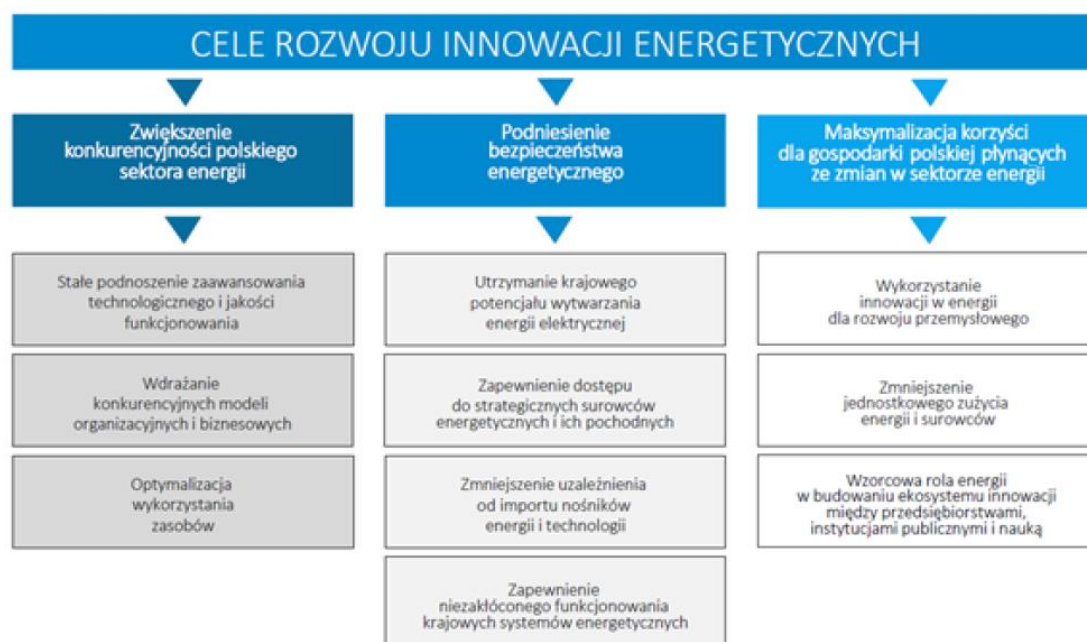 CELE ROZWOJU INNOWACJI ENERGETYCZNYCH
Zwiększenie
konkurencyjności polskiego
sektora energii
Stałe podnoszenie zaawansowania
technologicznego i jakości
funkcjonowania
Wdrażanie
konkurencyjnych modeli
organizacyjnych i biznesowych
Optymalizacja
wykorzystania
zasobów
Podniesienie
bezpieczeństwa
energetycznego
Utrzymanie krajowego
potencjału wytwarzania
energii elektrycznej
Zapewnienie dostępu
do strategicznych surowców
energetycznych i ich pochodnych
Zmniejszenie uzależnienia
od importu nośników
energii i technologii
Zapewnienie
niezakłóconego funkcjonowania
krajowych systemów energetycznych
Maksymalizacja korzyści
dla gospodarki polskiej płynących
ze zmian w sektorze energii
Wykorzystanie
innowacji w energii
dla rozwoju przemysłowego
Zmniejszenie
jednostkowego zużycia
energii i surowców
Wzorcowa rola energii
w budowaniu ekosystemu innowacji
między przedsiębiorstwami,
instytucjami publicznymi i nauką